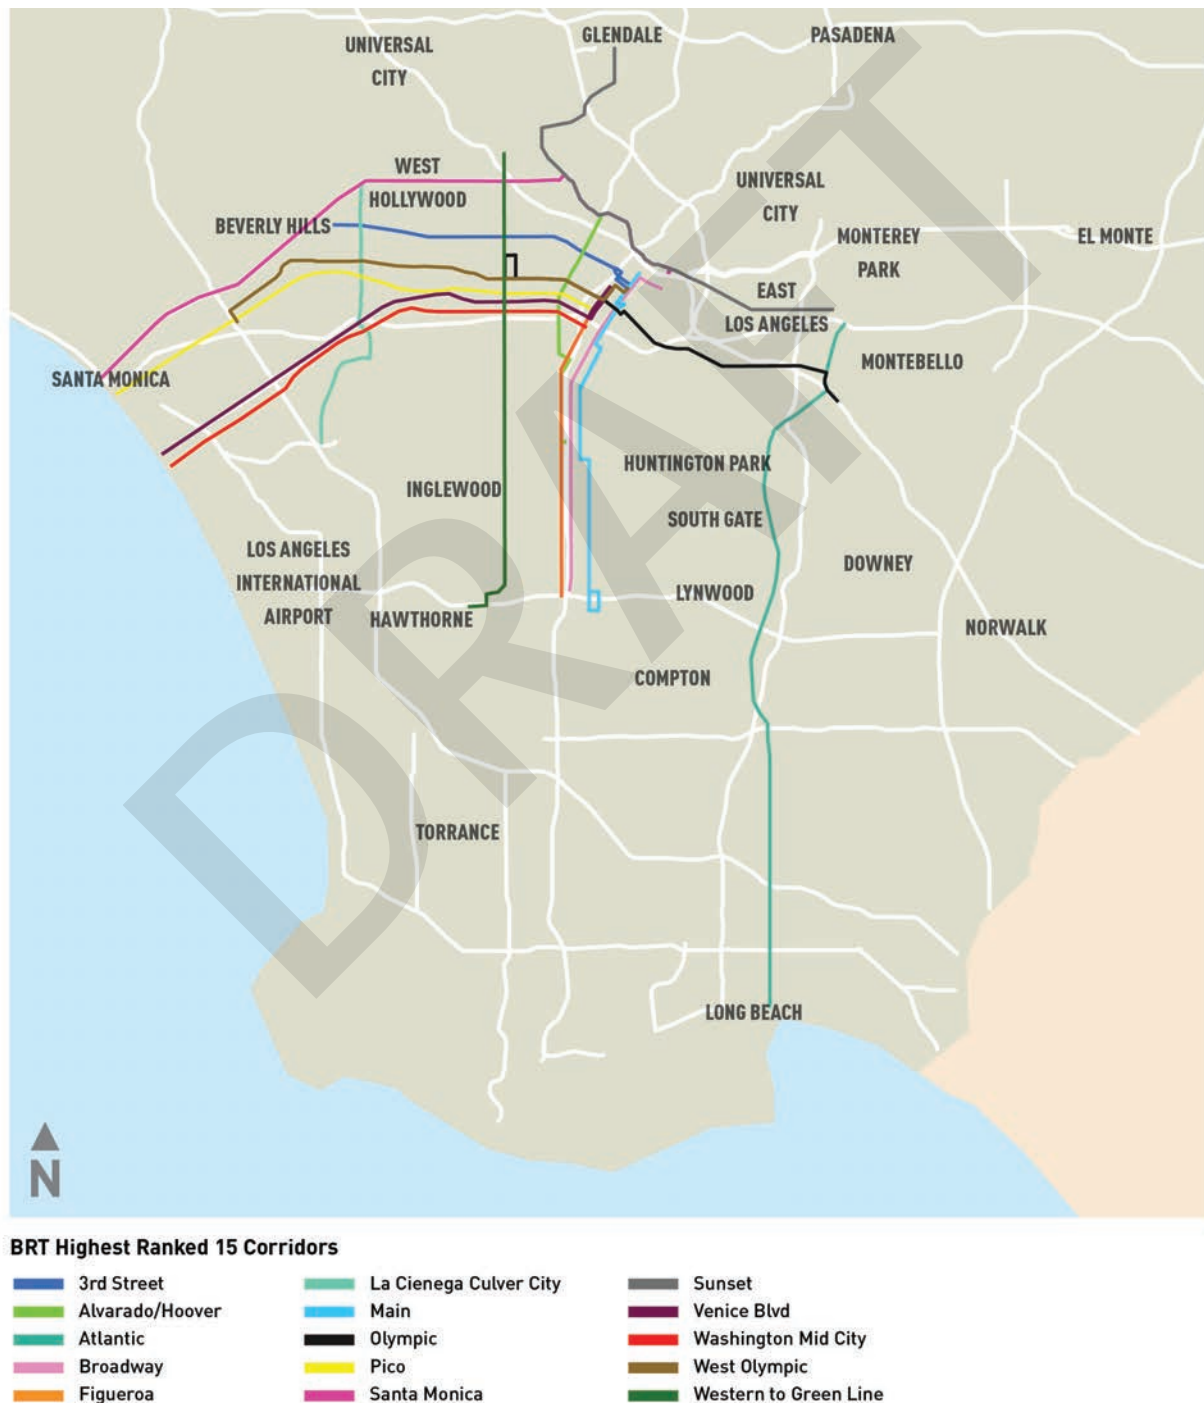 GLENDALE
PASADENA
UNIVERSAL
CITY
WEST
HOLLYWOOD
UNIVERSAL
CITY
BEVERLY HILLS
MONTEREY
PARK
EL MONTE
EAST
LOS ANGELES
MONTEBELLO
SANTA MONICA
HUNTINGTON PARK
INGLEWOOD
SOUTH GATE
LOS ANGELES
INTERNATIONAL
AIRPORT
DOWNEY
LYNWOOD
HAWTHORNE
NORWALK
COMPTON
TORRANCE
LONG BEACH
DRAFT
N
BRT Highest Ranked 15 Corridors
3rd Street
Alvarado/Hoover
Atlantic
Broadway
Figueroa
La Cienega Culver City
Main
Olympic
Pico
Santa Monica
Sunset
Venice Blvd
Washington Mid City
West Olympic
Western to Green Line